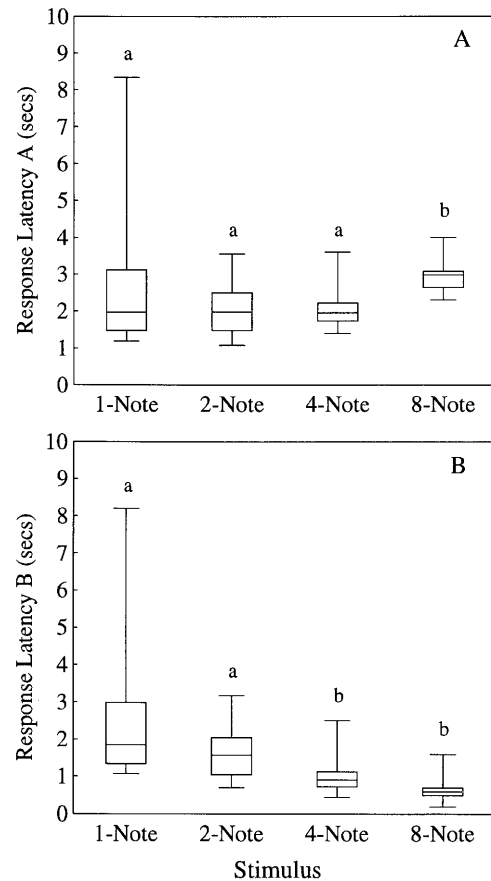 A
Response Latency A (secs)
10
9
8
7
6
5
4
3
2
1
0
a
a
a
b
1-Note 2-Note 4-Note 8-Note
B
Response Latency B (secs)
10
9
8
7
6
5
4
3
2
1
0
a
a
b
b
1-Note 2-Note 4-Note 8-Note
Stimulus